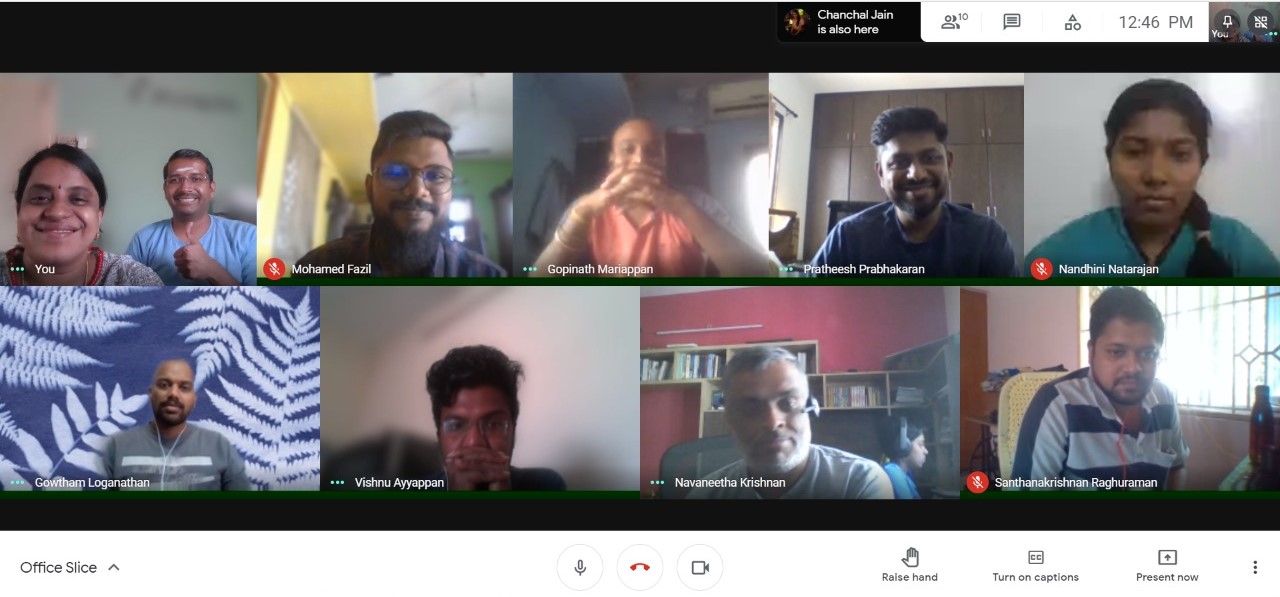 Chanchal Jain
is also here
10
12:46 PM
You
You
Mohamed Fazil
Gopinath Mariappan
Pratheesh Prabhakaran
Nandhini Natarajan
Gowtham Loganathan
Vishnu Ayyappan
Navaneetha Krishnan
Santhanakrishnan Raghuraman
Office Slice
CC
Raise hand
Turn on captions
Present now